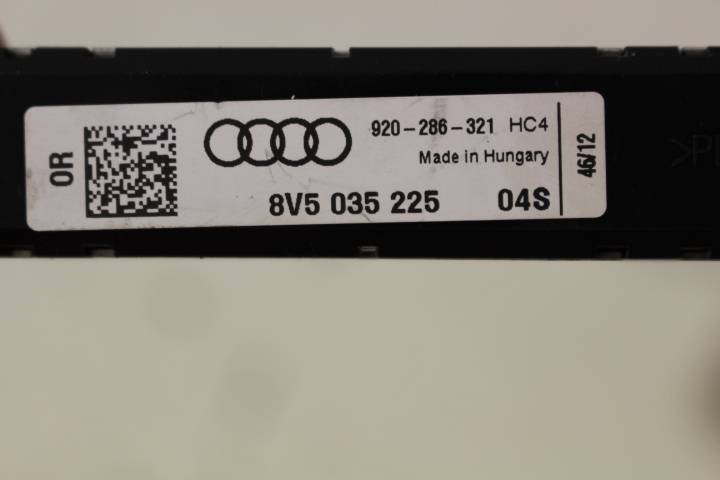 0R
920-286-321 HC4
Made in Hungary
8V5 035 225 04S
46/12
>P